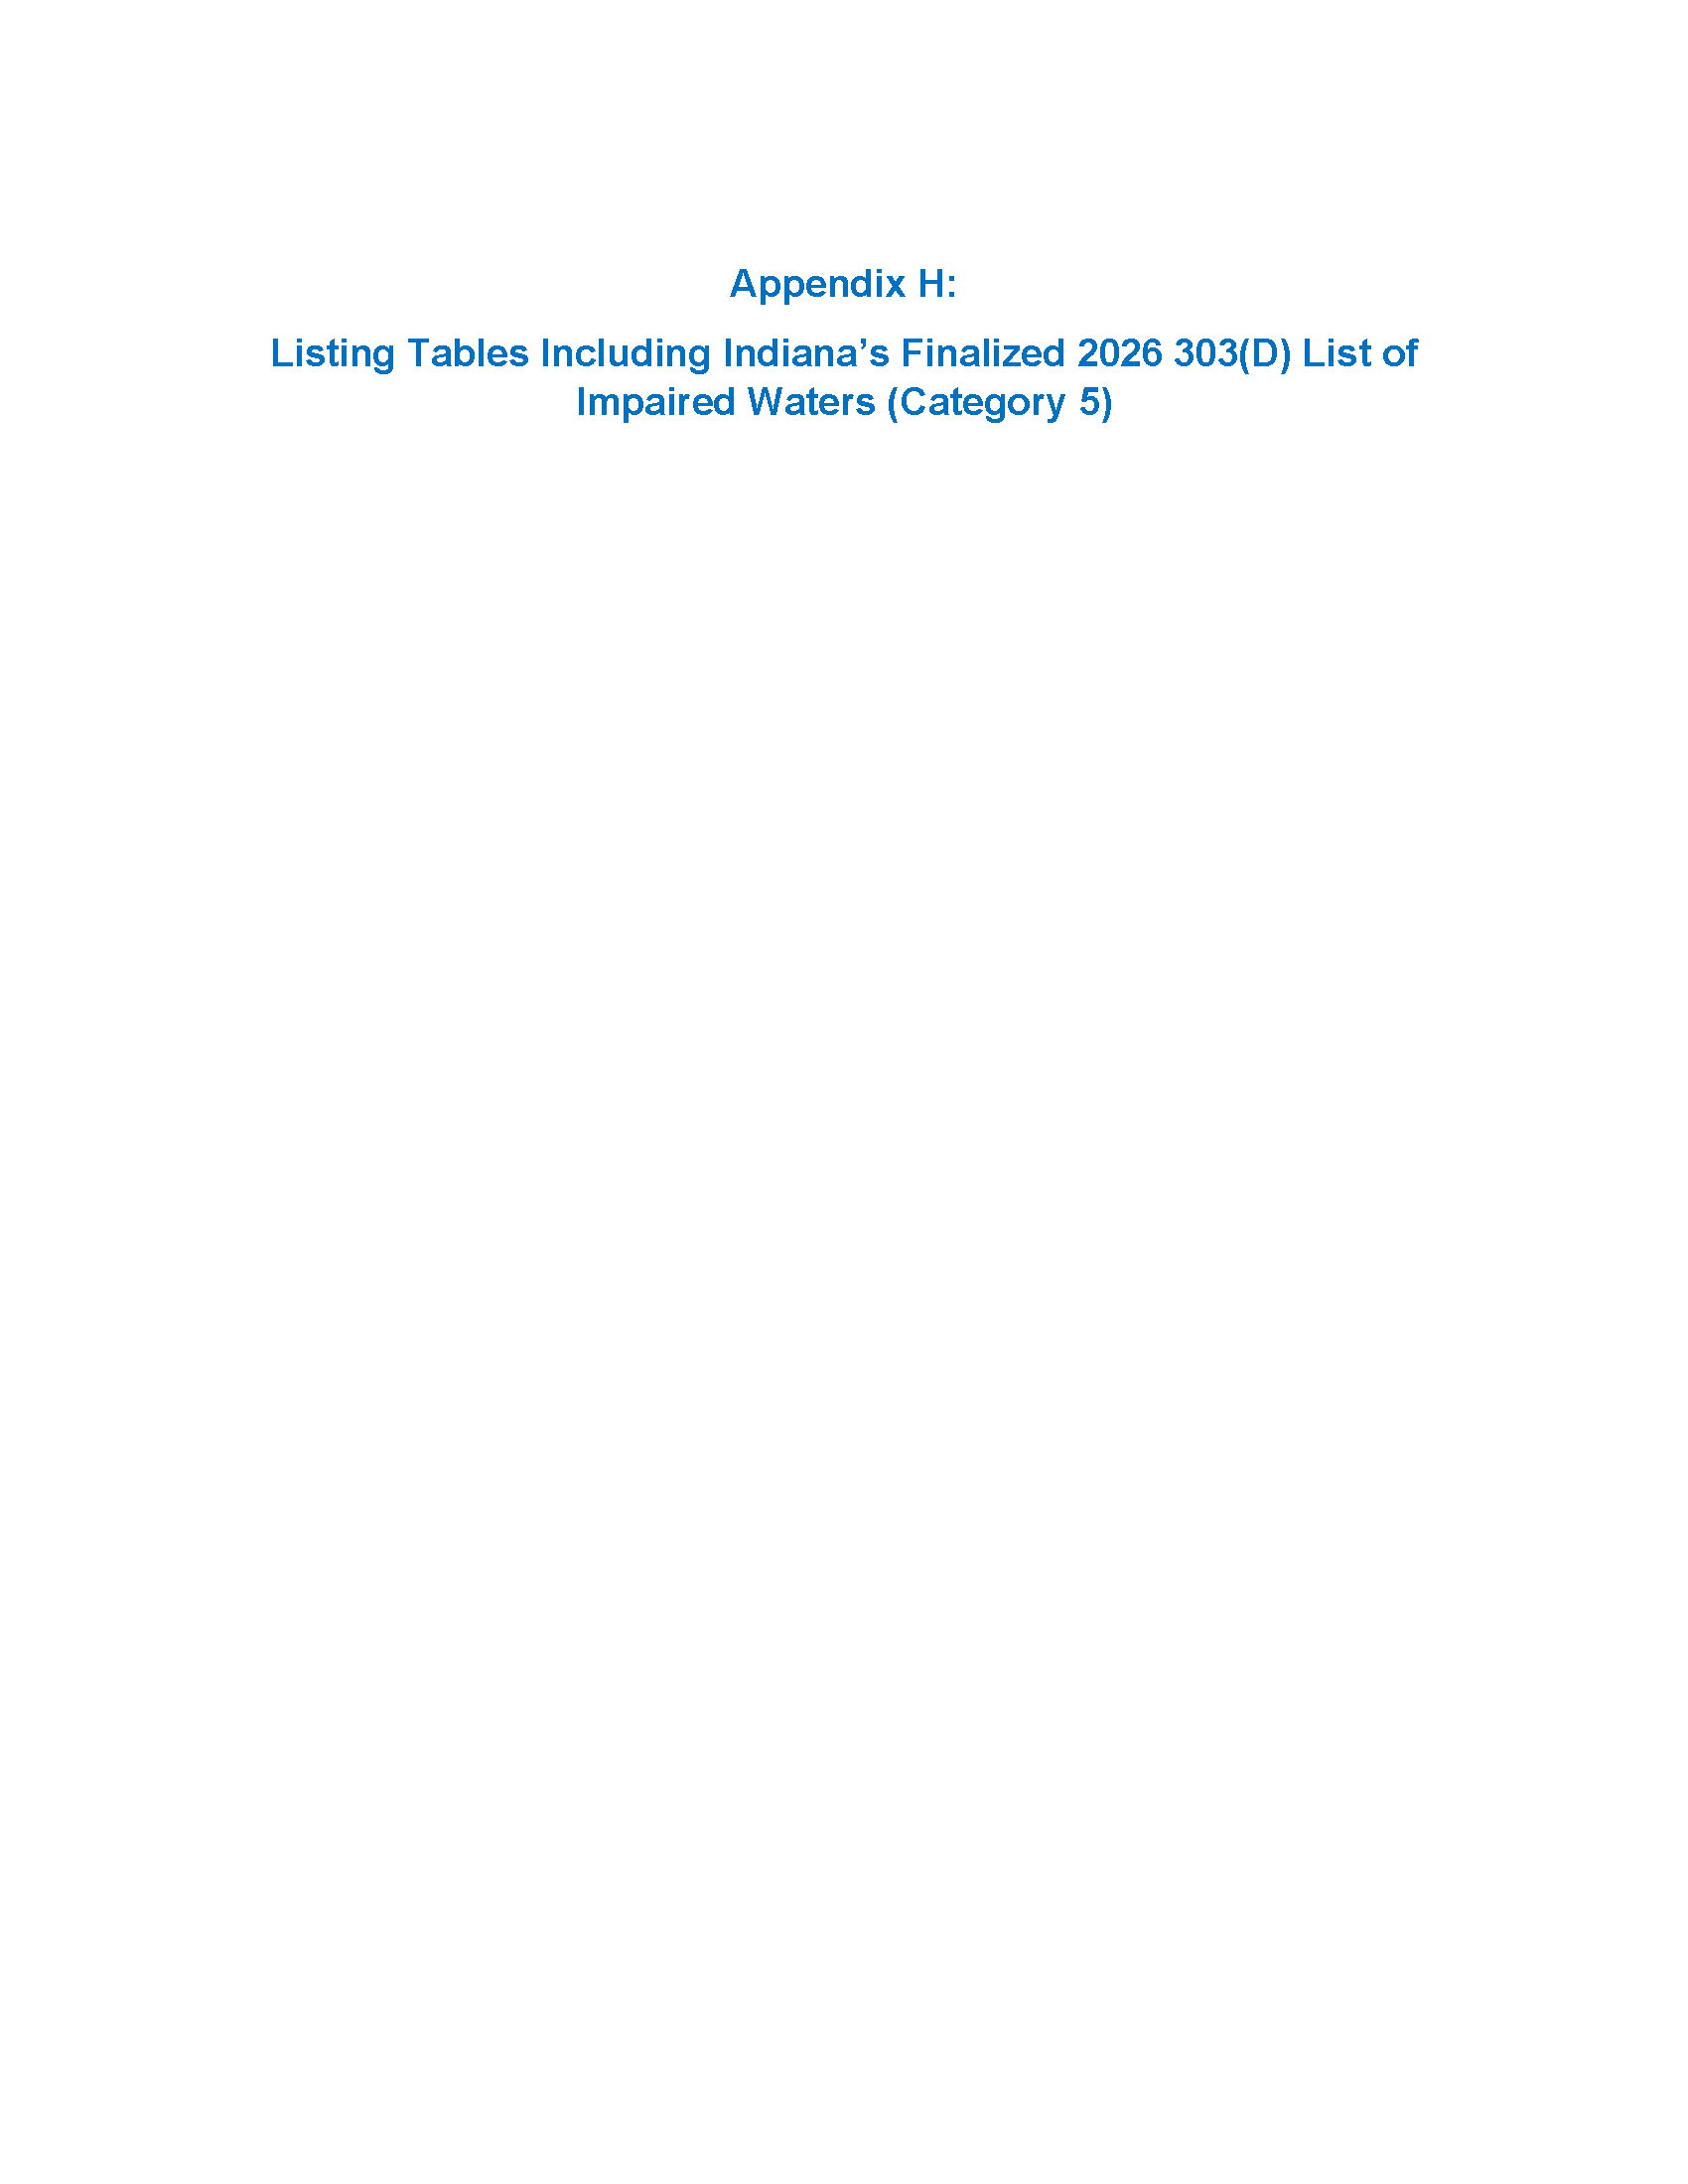 Appendix H:
Listing Tables Including Indiana’s Finalized 2026 303(D) List of
Impaired Waters (Category 5)